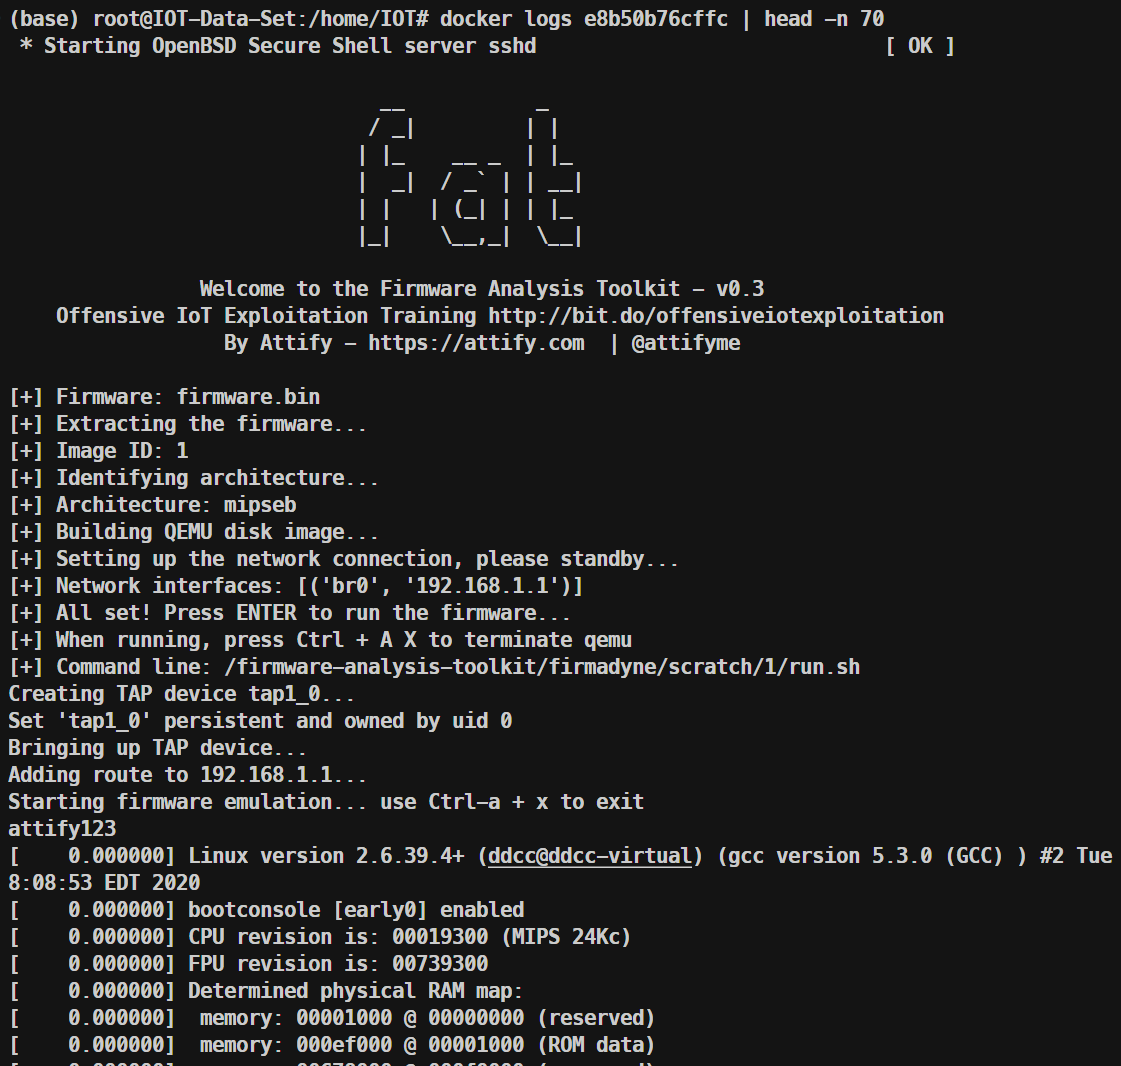 (base) root@IOT-Data-Set:/home/IOT# docker logs e8b50b76cffc | head -n 70
 * Starting OpenBSD Secure Shell server sshd                             [ OK ]
                               __           _
                              / _|         | |
                             | |_    __ _  | |_
                             |  _|  / _` | | __|
                             | |   | (_| | | |_
                             |_|    \__,_|  \__|
                Welcome to the Firmware Analysis Toolkit - v0.3
    Offensive IoT Exploitation Training http://bit.do/offensiveiotexploitation
                  By Attify - https://attify.com  | @attifyme
[+] Firmware: firmware.bin
[+] Extracting the firmware...
[+] Image ID: 1
[+] Identifying architecture...
[+] Architecture: mipseb
[+] Building QEMU disk image...
[+] Setting up the network connection, please standby...
[+] Network interfaces: [('br0', '192.168.1.1')]
[+] All set! Press ENTER to run the firmware...
[+] When running, press Ctrl + A X to terminate qemu
[+] Command line: /firmware-analysis-toolkit/firmadyne/scratch/1/run.sh
Creating TAP device tap1_0...
Set 'tap1_0' persistent and owned by uid 0
Bringing up TAP device...
Adding route to 192.168.1.1...
Starting firmware emulation... use Ctrl-a + x to exit
attify123
[    0.000000] Linux version 2.6.39.4+ (ddcc@ddcc-virtual) (gcc version 5.3.0 (GCC) ) #2 Tue
8:08:53 EDT 2020
[    0.000000] bootconsole [early0] enabled
[    0.000000] CPU revision is: 00019300 (MIPS 24Kc)
[    0.000000] FPU revision is: 00739300
[    0.000000] Determined physical RAM map:
[    0.000000]  memory: 00001000 @ 00000000 (reserved)
[    0.000000]  memory: 000ef000 @ 00001000 (ROM data)